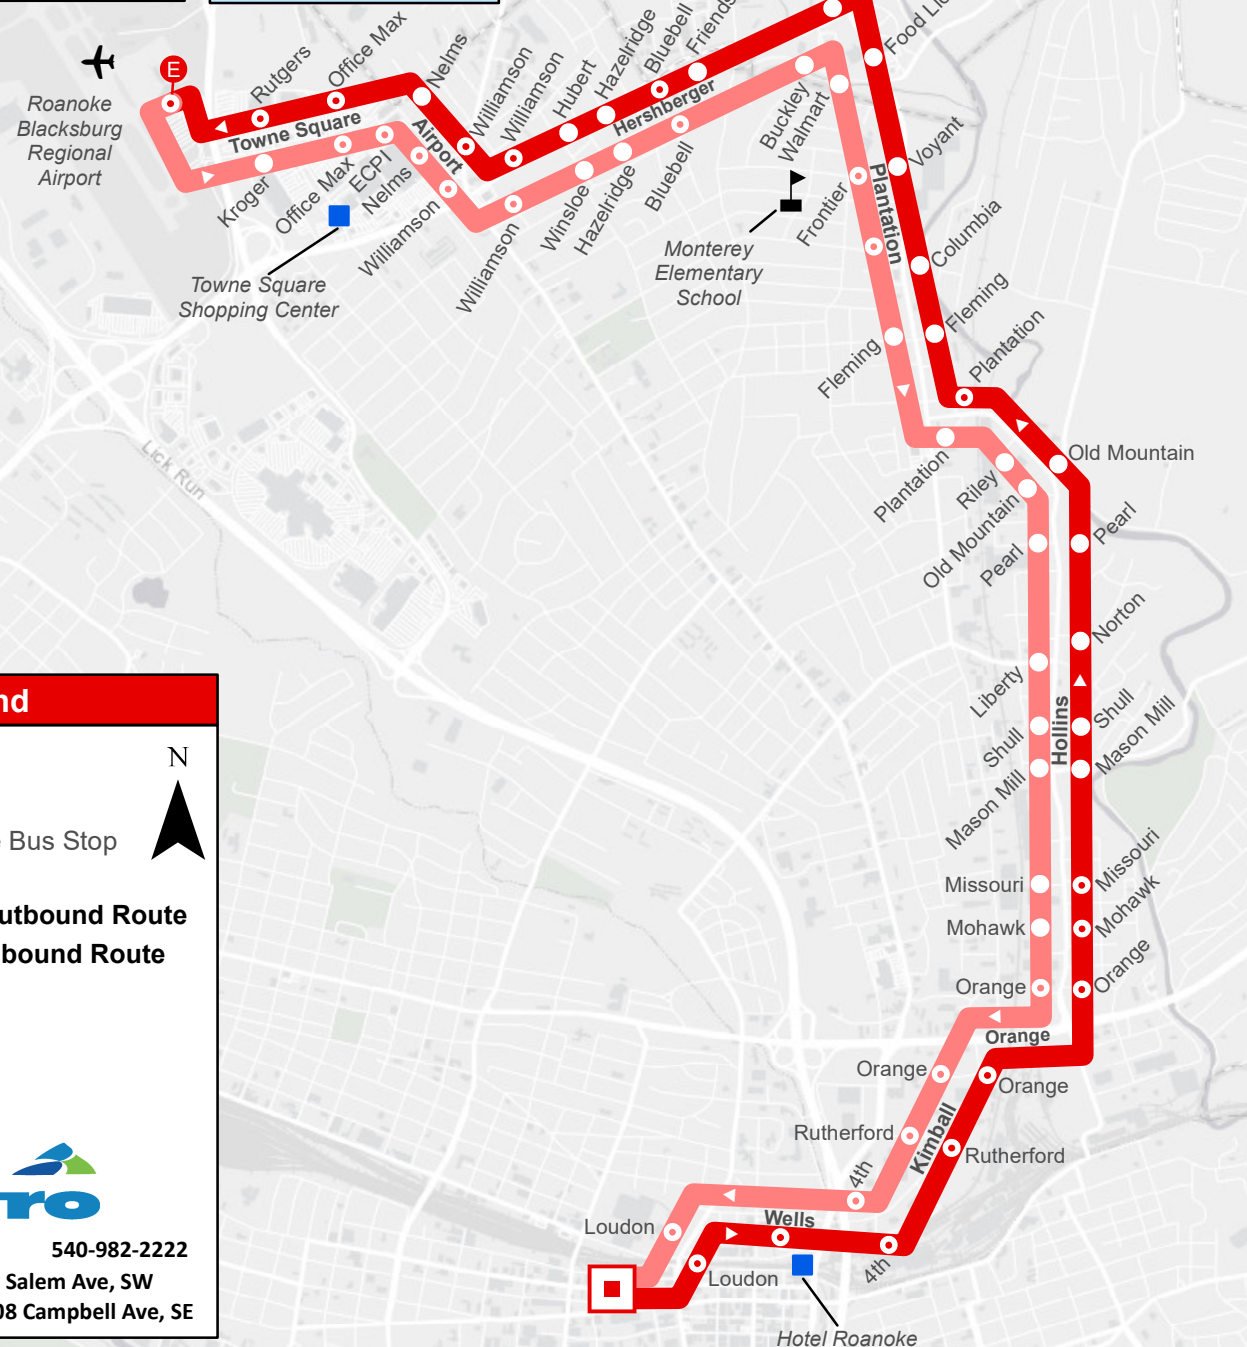 E
Roanoke
Blacksburg
Regional
Airport
Rutgers
Office Max
Nelms
Williamson
Williamson
Hubert
Hazelridge
Bluebell
Towne Square
Airport
Hershberger
Kroger
Office Max
ECPI
Nelms
Williamson
Williamson
Winsloe
Hazelridge
Bluebell
Buckley
Walmart
Frontier
Plantation
Voyant
Columbia
Fleming
Plantation
Towne Square
Shopping Center
Monterey
Elementary
School
Fleming
Lick Run
Plantation
Riley
Old Mountain
Pearl
Old Mountain
Pearl
Norton
Liberty
Shull
Mason Mill
Hollins
Shull
Mason Mill
Missouri
Mohawk
Orange
Missouri
Mohawk
Orange
Orange
Orange
Orange
Rutherford
Kimball
Rutherford
4th
Wells
Loudon
Loudon
4th
Hotel Roanoke
N
Bus Stop
utbound Route
bound Route
ro
540-982-2222
Salem Ave, SW
08 Campbell Ave, SE